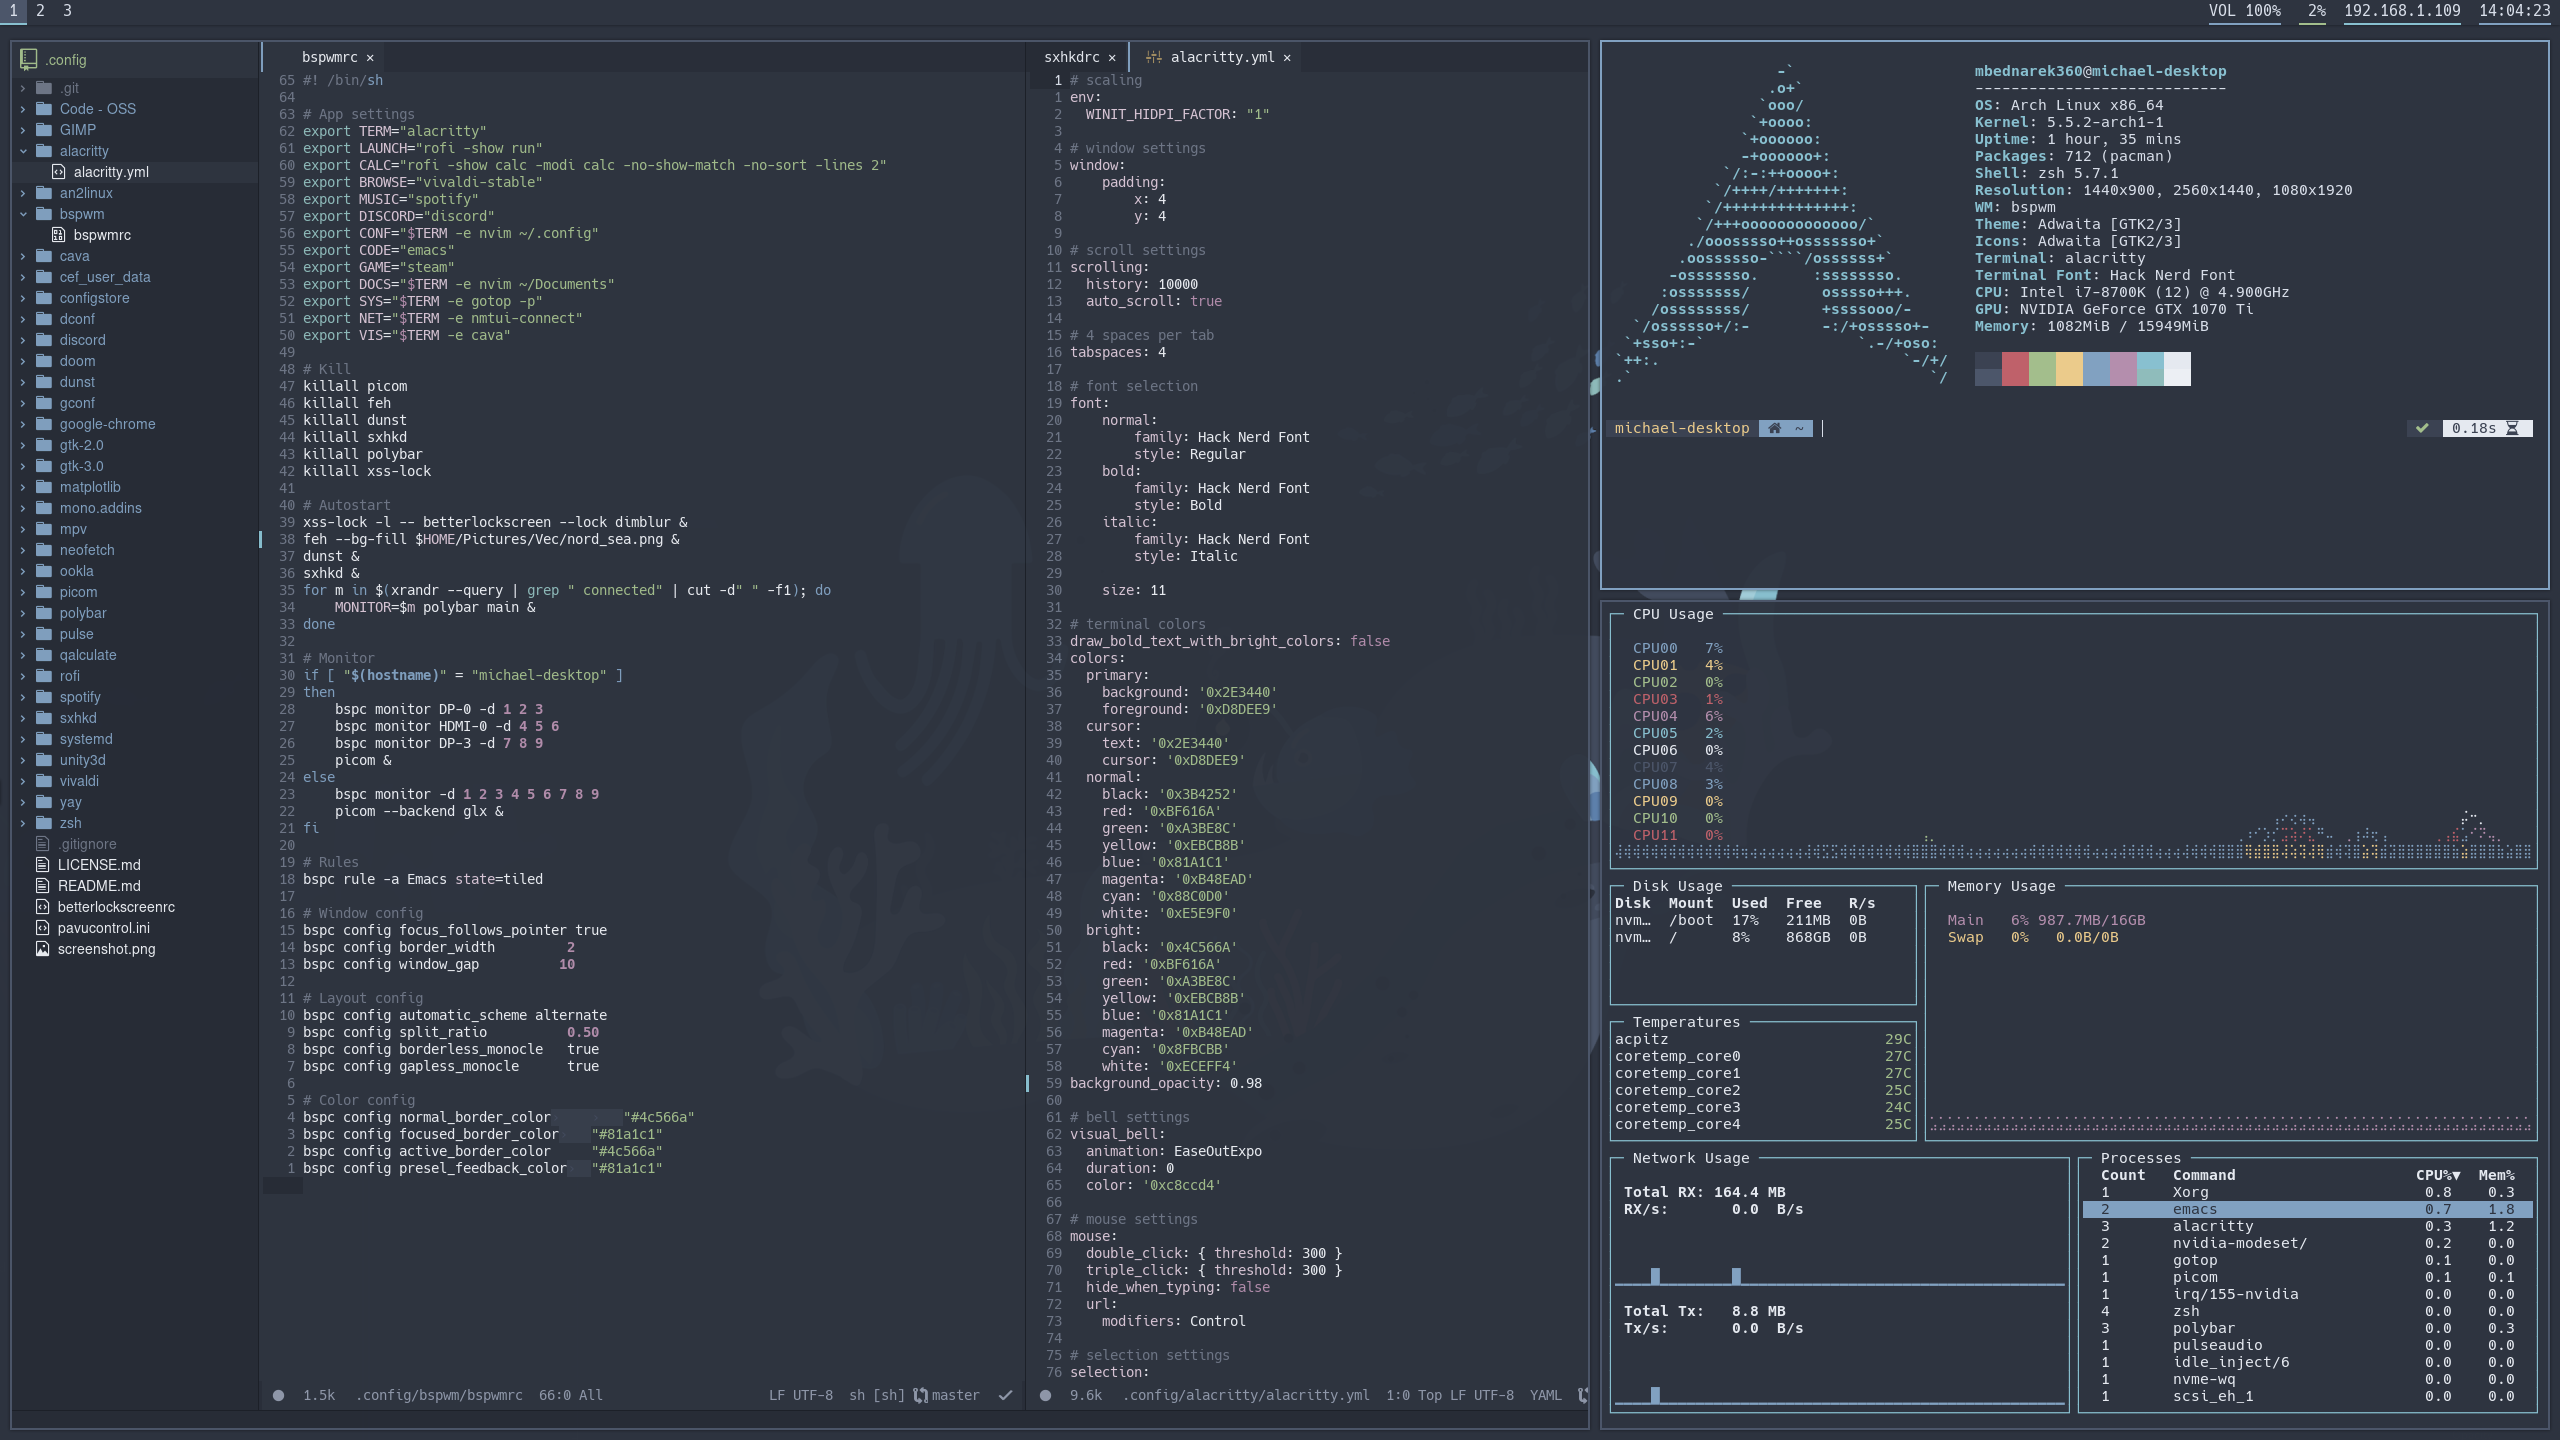 1 2 3
VOL 100% 2% 192.168.1.109 14:04:23
.config
.git
Code - OSS
GIMP
alacritty
alacritty.yml
an2linux
bspwm
bspwmrc
cava
cef_user_data
configstore
dconf
discord
doom
dunst
gconf
google-chrome
gtk-2.0
gtk-3.0
matplotlib
mono.addins
mpv
neofetch
ookla
picom
polybar
pulse
qalculate
rofi
spotify
sxhkd
systemd
unity3d
vivaldi
yay
zsh
.gitignore
LICENSE.md
README.md
betterlockscreenrc
pavucontrol.ini
screenshot.png
bspwmrc ×
65 #! /bin/sh
64
63 # App settings
62 export TERM="alacritty"
61 export LAUNCH="rofi -show run"
60 export CALC="rofi -show calc -modi calc -no-show-match -no-sort -lines 2"
59 export BROWSE="vivaldi-stable"
58 export MUSIC="spotify"
57 export DISCORD="discord"
56 export CONF="$TERM -e nvim ~/.config"
55 export CODE="emacs"
54 export GAME="steam"
53 export DOCS="$TERM -e nvim ~/Documents"
52 export SYS="$TERM -e gotop -p"
51 export NET="$TERM -e nmtui-connect"
50 export VIS="$TERM -e cava"
49
48 # Kill
47 killall picom
46 killall feh
45 killall dunst
44 killall sxhkd
43 killall polybar
42 killall xss-lock
41
40 # Autostart
39 xss-lock -l -- betterlockscreen --lock dimblur &
38 feh --bg-fill $HOME/Pictures/Vec/nord_sea.png &
37 dunst &
36 sxhkd &
35 for m in $(xrandr --query | grep " connected" | cut -d" " -f1); do
34 MONITOR=$m polybar main &
33 done
32
31 # Monitor
30 if [ "$(hostname)" = "michael-desktop" ]
29 then
28 bspc monitor DP-0 -d 1 2 3
27 bspc monitor HDMI-0 -d 4 5 6
26 bspc monitor DP-3 -d 7 8 9
25 picom &
24 else
23 bspc monitor -d 1 2 3 4 5 6 7 8 9
22 picom --backend glx &
21 fi
20
19 # Rules
18 bspc rule -a Emacs state=tiled
17
16 # Window config
15 bspc config focus_follows_pointer true
14 bspc config border_width 2
13 bspc config window_gap 10
12
11 # Layout config
10 bspc config automatic_scheme alternate
9 bspc config split_ratio 0.50
8 bspc config borderless_monocle true
7 bspc config gapless_monocle true
6
5 # Color config
4 bspc config normal_border_color "#4c566a"
3 bspc config focused_border_color "#81a1c1"
2 bspc config active_border_color "#4c566a"
1 bspc config presel_feedback_color "#81a1c1"
1.5k .config/bspwm/bspwmrc 66:0 All LF UTF-8 sh [sh] master
sxhkdrc × alacritty.yml ×
1 # scaling
1 env:
2 WINIT_HIDPI_FACTOR: "1"
3
4 # window settings
5 window:
6 padding:
7 x: 4
8 y: 4
9
10 # scroll settings
11 scrolling:
12 history: 10000
13 auto_scroll: true
14
15 # 4 spaces per tab
16 tabspaces: 4
17
18 # font selection
19 font:
20 normal:
21 family: Hack Nerd Font
22 style: Regular
23 bold:
24 family: Hack Nerd Font
25 style: Bold
26 italic:
27 family: Hack Nerd Font
28 style: Italic
29
30 size: 11
31
32 # terminal colors
33 draw_bold_text_with_bright_colors: false
34 colors:
35 primary:
36 background: '0x2E3440'
37 foreground: '0xD8DEE9'
38 cursor:
39 text: '0x2E3440'
40 cursor: '0xD8DEE9'
41 normal:
42 black: '0x3B4252'
43 red: '0xBF616A'
44 green: '0xA3BE8C'
45 yellow: '0xEBCB8B'
46 blue: '0x81A1C1'
47 magenta: '0xB48EAD'
48 cyan: '0x88C0D0'
49 white: '0xE5E9F0'
50 bright:
51 black: '0x4C566A'
52 red: '0xBF616A'
53 green: '0xA3BE8C'
54 yellow: '0xEBCB8B'
55 blue: '0x81A1C1'
56 magenta: '0xB48EAD'
57 cyan: '0x8FBCBB'
58 white: '0xECEFF4'
59 background_opacity: 0.98
60
61 # bell settings
62 visual_bell:
63 animation: EaseOutExpo
64 duration: 0
65 color: '0xc8ccd4'
66
67 # mouse settings
68 mouse:
69 double_click: { threshold: 300 }
70 triple_click: { threshold: 300 }
71 hide_when_typing: false
72 url:
73 modifiers: Control
74
75 # selection settings
76 selection:
9.6k .config/alacritty/alacritty.yml 1:0 Top LF UTF-8 YAML
mbednarek360@michael-desktop
----------------------------
OS: Arch Linux x86_64
Kernel: 5.5.2-arch1-1
Uptime: 1 hour, 35 mins
Packages: 712 (pacman)
Shell: zsh 5.7.1
Resolution: 1440x900, 2560x1440, 1080x1920
WM: bspwm
Theme: Adwaita [GTK2/3]
Icons: Adwaita [GTK2/3]
Terminal: alacritty
Terminal Font: Hack Nerd Font
CPU: Intel i7-8700K (12) @ 4.900GHz
GPU: NVIDIA GeForce GTX 1070 Ti
Memory: 1082MiB / 15949MiB
michael-desktop ~ 0.18s
CPU Usage
CPU00 7%
CPU01 4%
CPU02 0%
CPU03 1%
CPU04 6%
CPU05 2%
CPU06 0%
CPU07 4%
CPU08 3%
CPU09 0%
CPU10 0%
CPU11 0%
Disk Usage
Disk Mount Used Free R/s
nvm… /boot 17% 211MB 0B
nvm… / 8% 868GB 0B
Memory Usage
Main 6% 987.7MB/16GB
Swap 0% 0.0B/0B
Temperatures
acpitz 29C
coretemp_core0 27C
coretemp_core1 27C
coretemp_core2 25C
coretemp_core3 24C
coretemp_core4 25C
Network Usage
Total RX: 164.4 MB
RX/s: 0.0 B/s
Total Tx: 8.8 MB
Tx/s: 0.0 B/s
Processes
Count Command CPU%▼ Mem%
1 Xorg 0.8 0.3
2 emacs 0.7 1.8
3 alacritty 0.3 1.2
2 nvidia-modeset/ 0.2 0.0
1 gotop 0.1 0.0
1 picom 0.1 0.1
1 irq/155-nvidia 0.0 0.0
4 zsh 0.0 0.0
3 polybar 0.0 0.3
1 pulseaudio 0.0 0.0
1 idle_inject/6 0.0 0.0
1 nvme-wq 0.0 0.0
1 scsi_eh_1 0.0 0.0